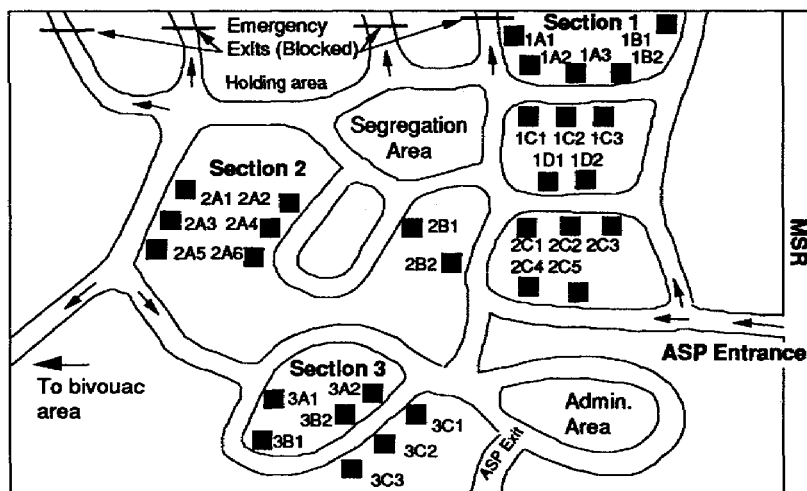 Emergency
Exits (Blocked)
Holding area
Section 1
1A1
1B1
1A2 1A3
1B2
Segregation
Area
1C1 1C2 1C3
1D1 1D2
Section 2
2A1 2A2
2A3 2A4
2A5 2A6
2B1
2B2
2C1 2C2 2C3
2C4 2C5
MSR
ASP Entrance
To bivouac
area
Section 3
3A1
3A2
3B2
3B1
3C1
3C2
3C3
Admin.
Area
ASP Exit